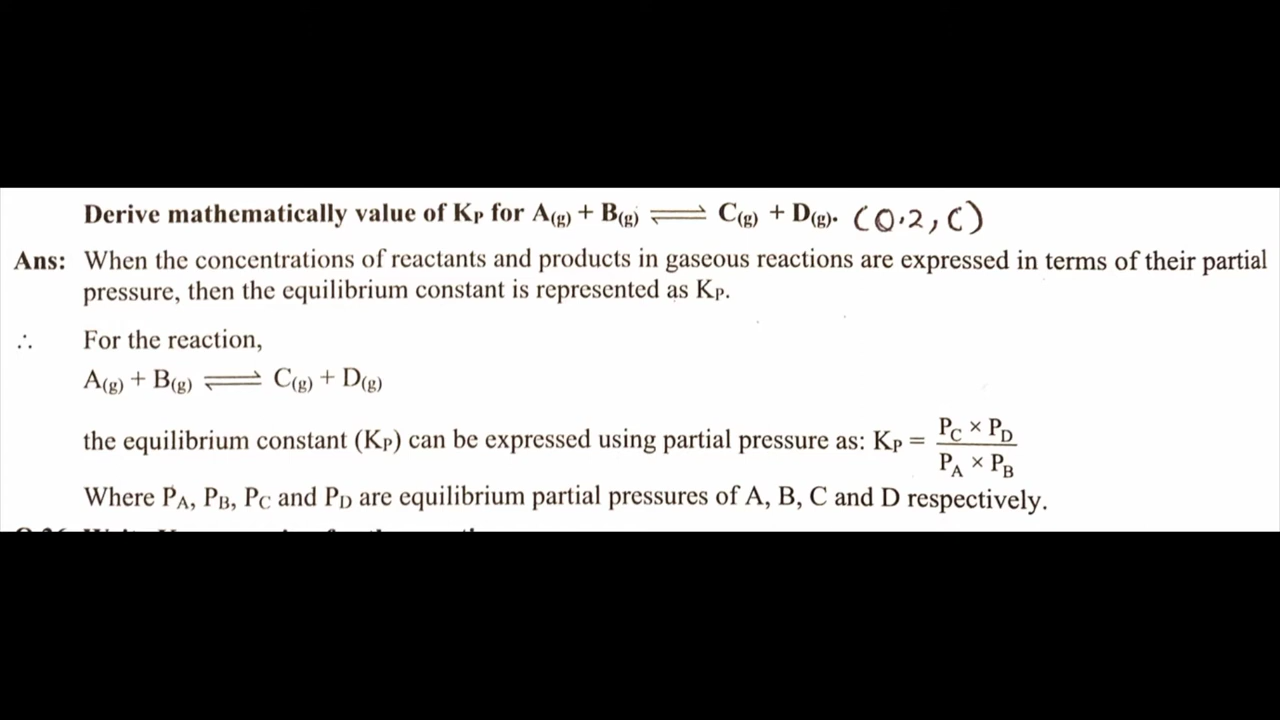 Derive mathematically value of KP for A(g) + B(g) ⇌ C(g) + D(g). (Q.2, C)
Ans: When the concentrations of reactants and products in gaseous reactions are expressed in terms of their partial
pressure, then the equilibrium constant is represented as KP.
∴ For the reaction,
A(g) + B(g) ⇌ C(g) + D(g)
the equilibrium constant (KP) can be expressed using partial pressure as: KP = PC × PD / PA × PB
Where PA, PB, PC and PD are equilibrium partial pressures of A, B, C and D respectively.